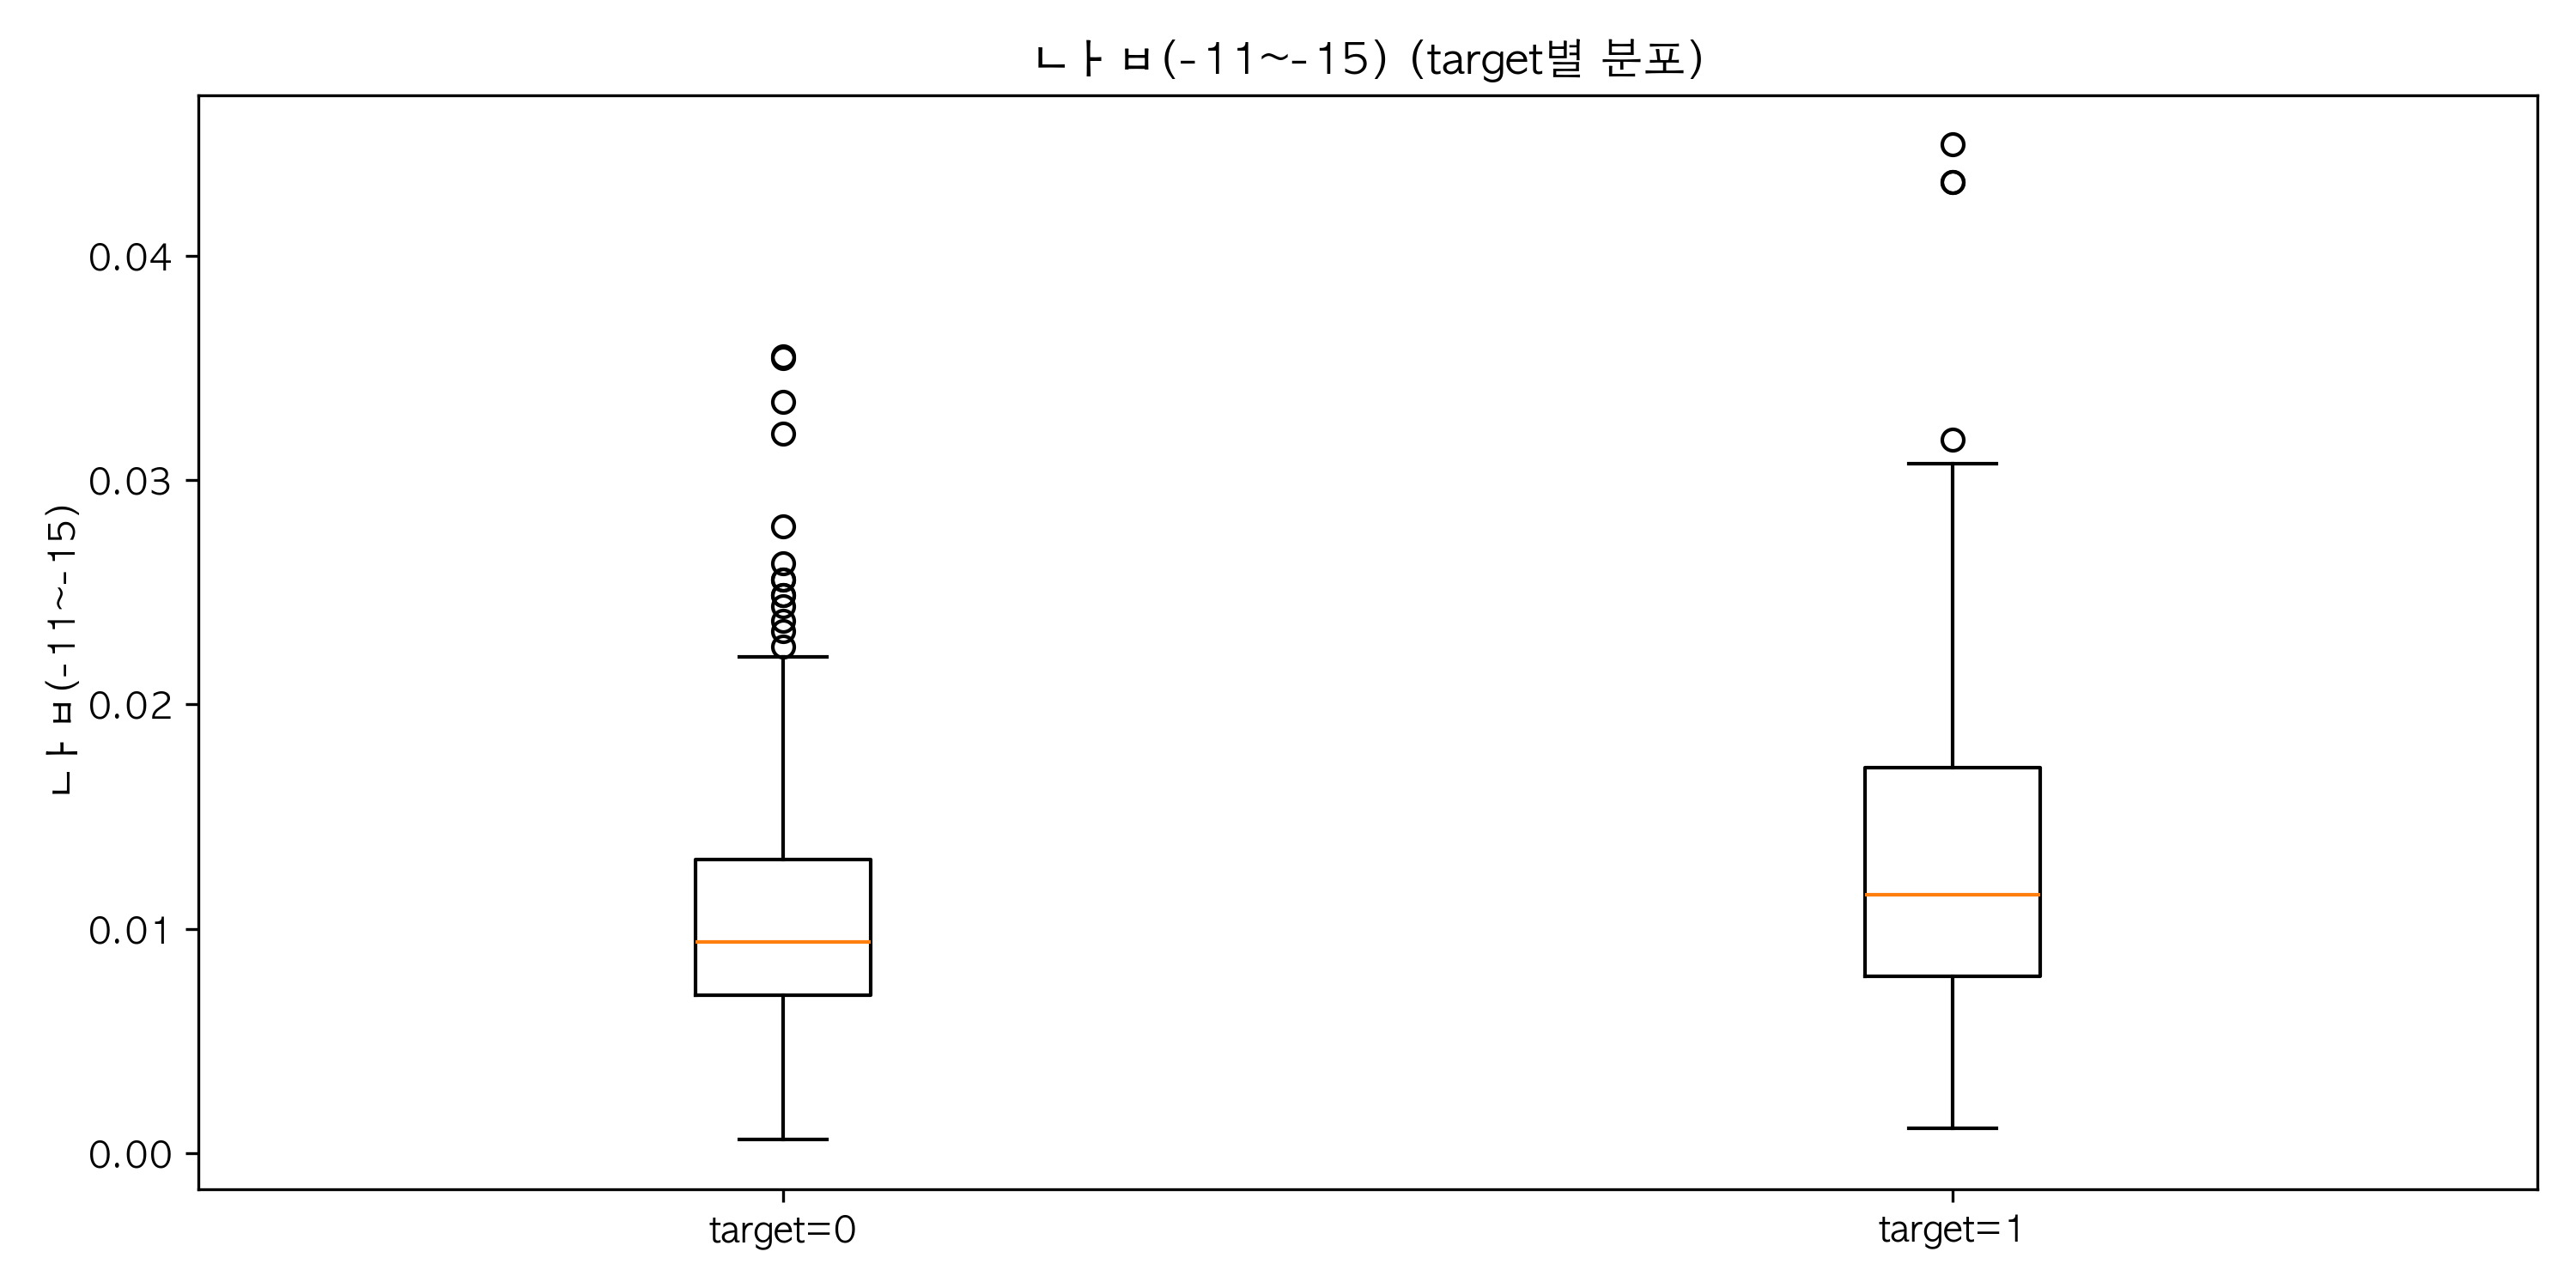 ㄴㅏㅂ(-11~-15) (target별 분포)
ㄴㅏㅂ(-11~-15)
0.04
0.03
0.02
0.01
0.00
target=0
target=1